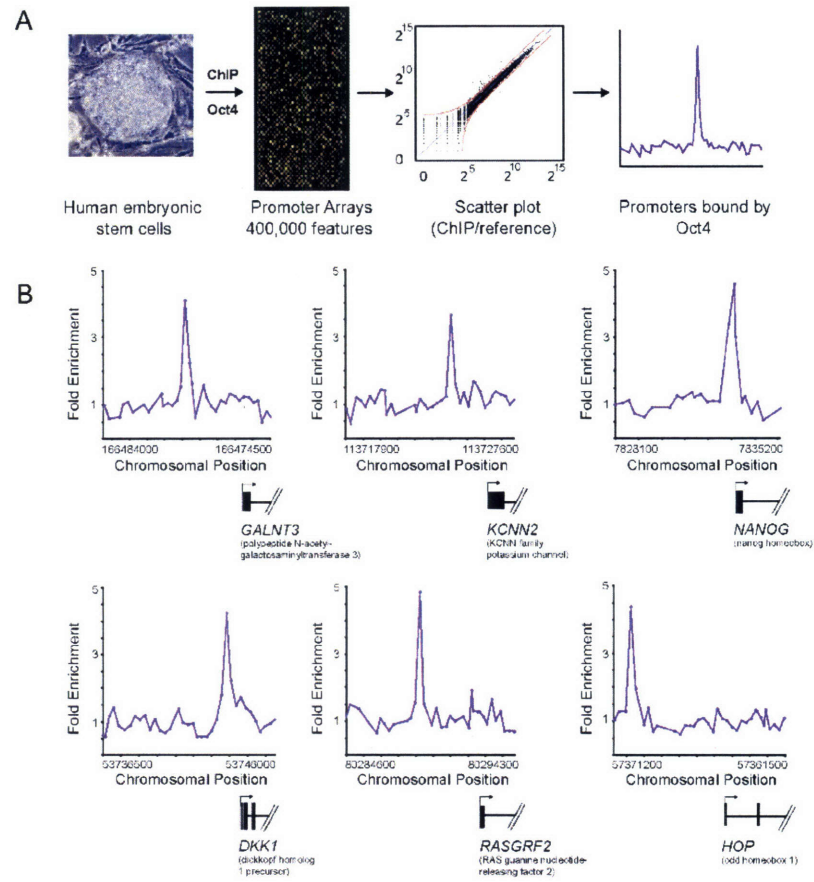 A
ChIP
Oct4
2^15
2^10
2^5
0
0 2^5 2^10 2^15
Human embryonic
stem cells
Promoter Arrays
400,000 features
Scatter plot
(ChIP/reference)
Promoters bound by
Oct4
B
Fold Enrichment
5
3
1
166484000 166474500
Chromosomal Position
GALNT3
(polypeptide N-acetyl-
galactosaminyltransferase 3)
Fold Enrichment
5
3
1
113717900 113727600
Chromosomal Position
KCNN2
(KCNN family
potassium channel)
Fold Enrichment
5
3
1
7828100 7835200
Chromosomal Position
NANOG
(nanog homeobox)
Fold Enrichment
5
3
1
53736500 53746000
Chromosomal Position
DKK1
(dickkopf homolog
1 precursor)
Fold Enrichment
5
3
1
80284600 80294300
Chromosomal Position
RASGRF2
(RAS guanine nucleotide-
releasing factor 2)
Fold Enrichment
5
3
1
57371200 57361500
Chromosomal Position
HOP
(odd homeobox 1)